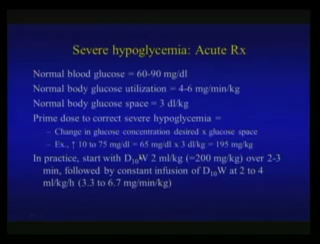 Severe hypoglycemia: Acute Rx
Normal blood glucose = 60-90 mg/dl
Normal body glucose utilization = 4-6 mg/min/kg
Normal body glucose space = 3 dl/kg
Prime dose to correct severe hypoglycemia =
– Change in glucose concentration desired x glucose space
– Ex., ↑ 10 to 75 mg/dl = 65 mg/dl x 3 dl/kg = 195 mg/kg
In practice, start with D10W 2 ml/kg (=200 mg/kg) over 2-3
min, followed by constant infusion of D10W at 2 to 4
ml/kg/h (3.3 to 6.7 mg/min/kg)